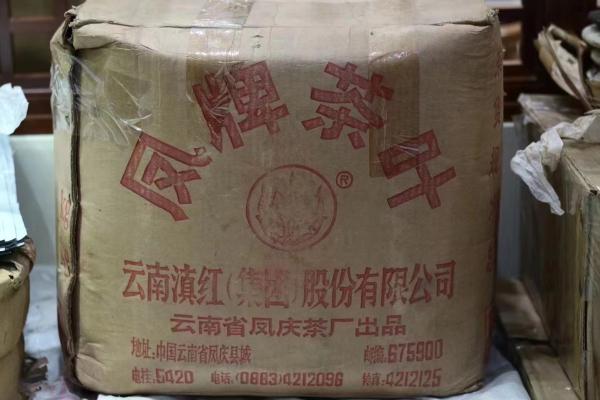 凤牌茶叶
®
云南滇红(集团)股份有限公司
云南省凤庆茶厂出品
地址:中国云南省凤庆县城 邮编:675900
电挂:5420 电话:(0883)4212096 传真:4212125